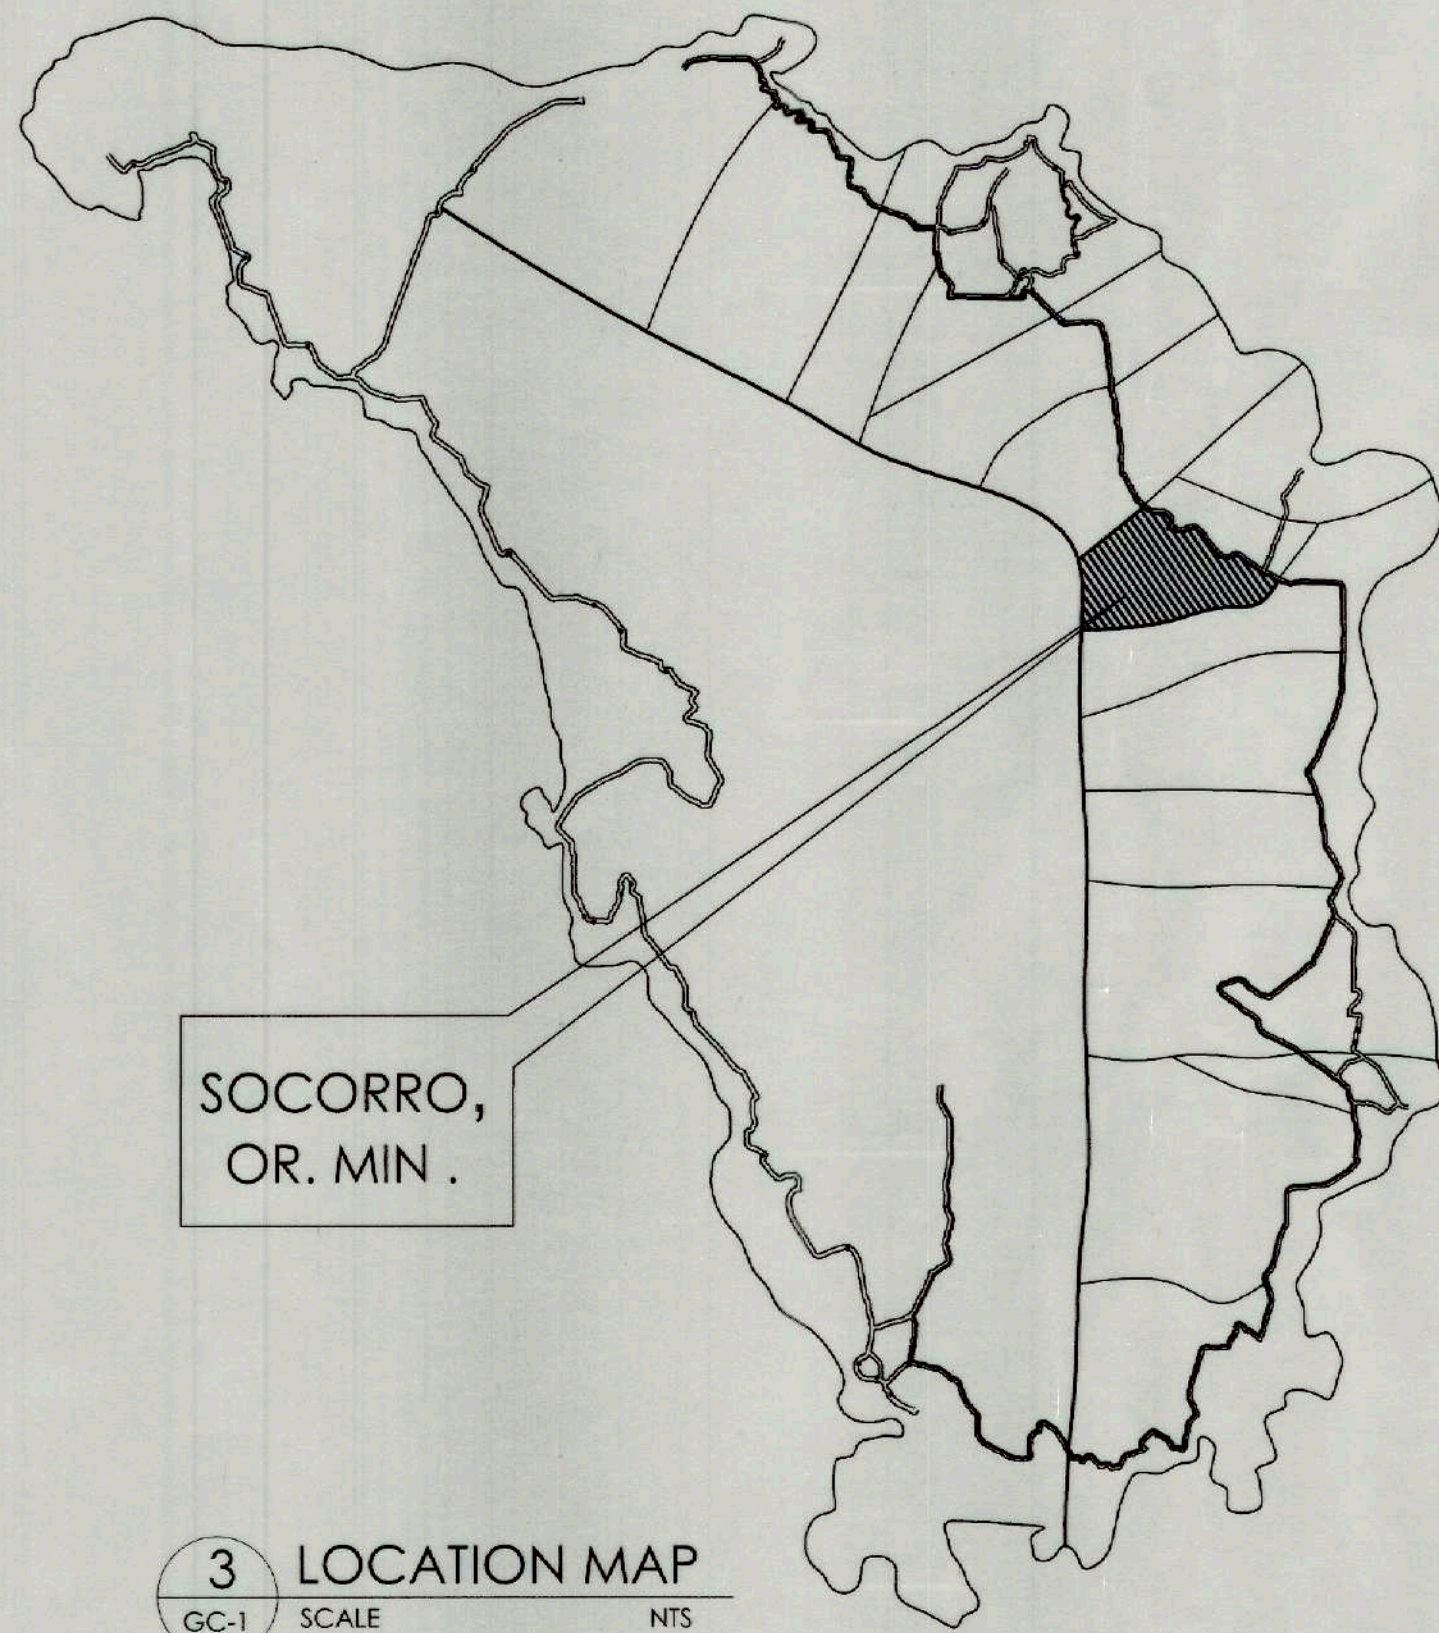 SOCORRO,
OR. MIN .
3 LOCATION MAP
GC-1 SCALE NTS